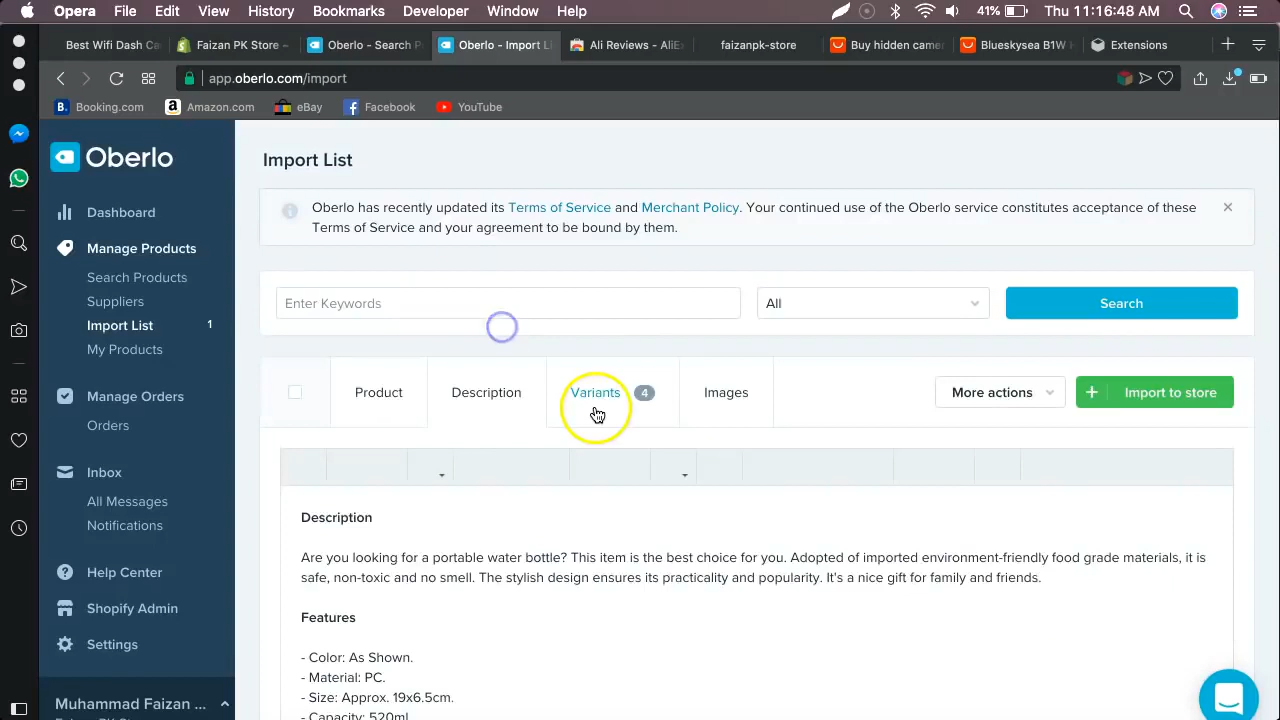 Opera File Edit View History Bookmarks Developer Window Help 41% Thu 11:16:48 AM
Best Wifi Dash Ca Faizan PK Store - Oberlo - Search P Oberlo - Import Li Ali Reviews - AliEx faizanpk-store Buy hidden came Blueskysea B1W Extensions
app.oberlo.com/import
Booking.com Amazon.com eBay Facebook YouTube
Oberlo
Dashboard
Manage Products
Search Products
Suppliers
Import List 1
My Products
Manage Orders
Orders
Inbox
All Messages
Notifications
Help Center
Shopify Admin
Settings
Muhammad Faizan ...
Import List
Oberlo has recently updated its Terms of Service and Merchant Policy. Your continued use of the Oberlo service constitutes acceptance of these
Terms of Service and your agreement to be bound by them.
Enter Keywords All Search
Product Description Variants 4 Images More actions + Import to store
Description
Are you looking for a portable water bottle? This item is the best choice for you. Adopted of imported environment-friendly food grade materials, it is
safe, non-toxic and no smell. The stylish design ensures its practicality and popularity. It's a nice gift for family and friends.
Features
- Color: As Shown.
- Material: PC.
- Size: Approx. 19x6.5cm.
- Capacity: 520ml